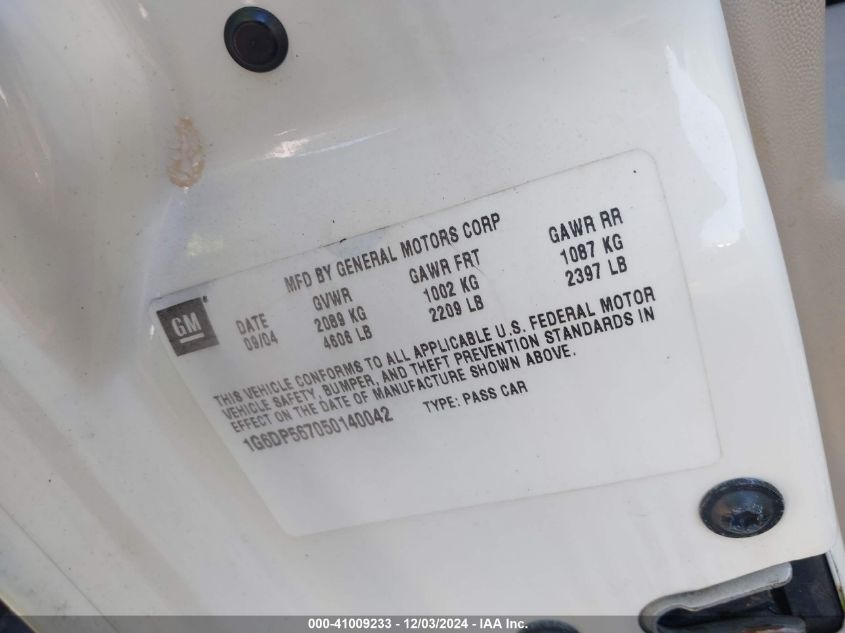 MFD BY GENERAL MOTORS CORP
GM
DATE GVWR GAWR FRT GAWR RR
09/04 2089 KG 1002 KG 1087 KG
4606 LB 2209 LB 2397 LB
THIS VEHICLE CONFORMS TO ALL APPLICABLE U.S. FEDERAL MOTOR
VEHICLE SAFETY, BUMPER, AND THEFT PREVENTION STANDARDS IN
EFFECT ON THE DATE OF MANUFACTURE SHOWN ABOVE.
1G6DP567050140042 TYPE: PASS CAR
000-41009233 - 12/03/2024 - IAA Inc.